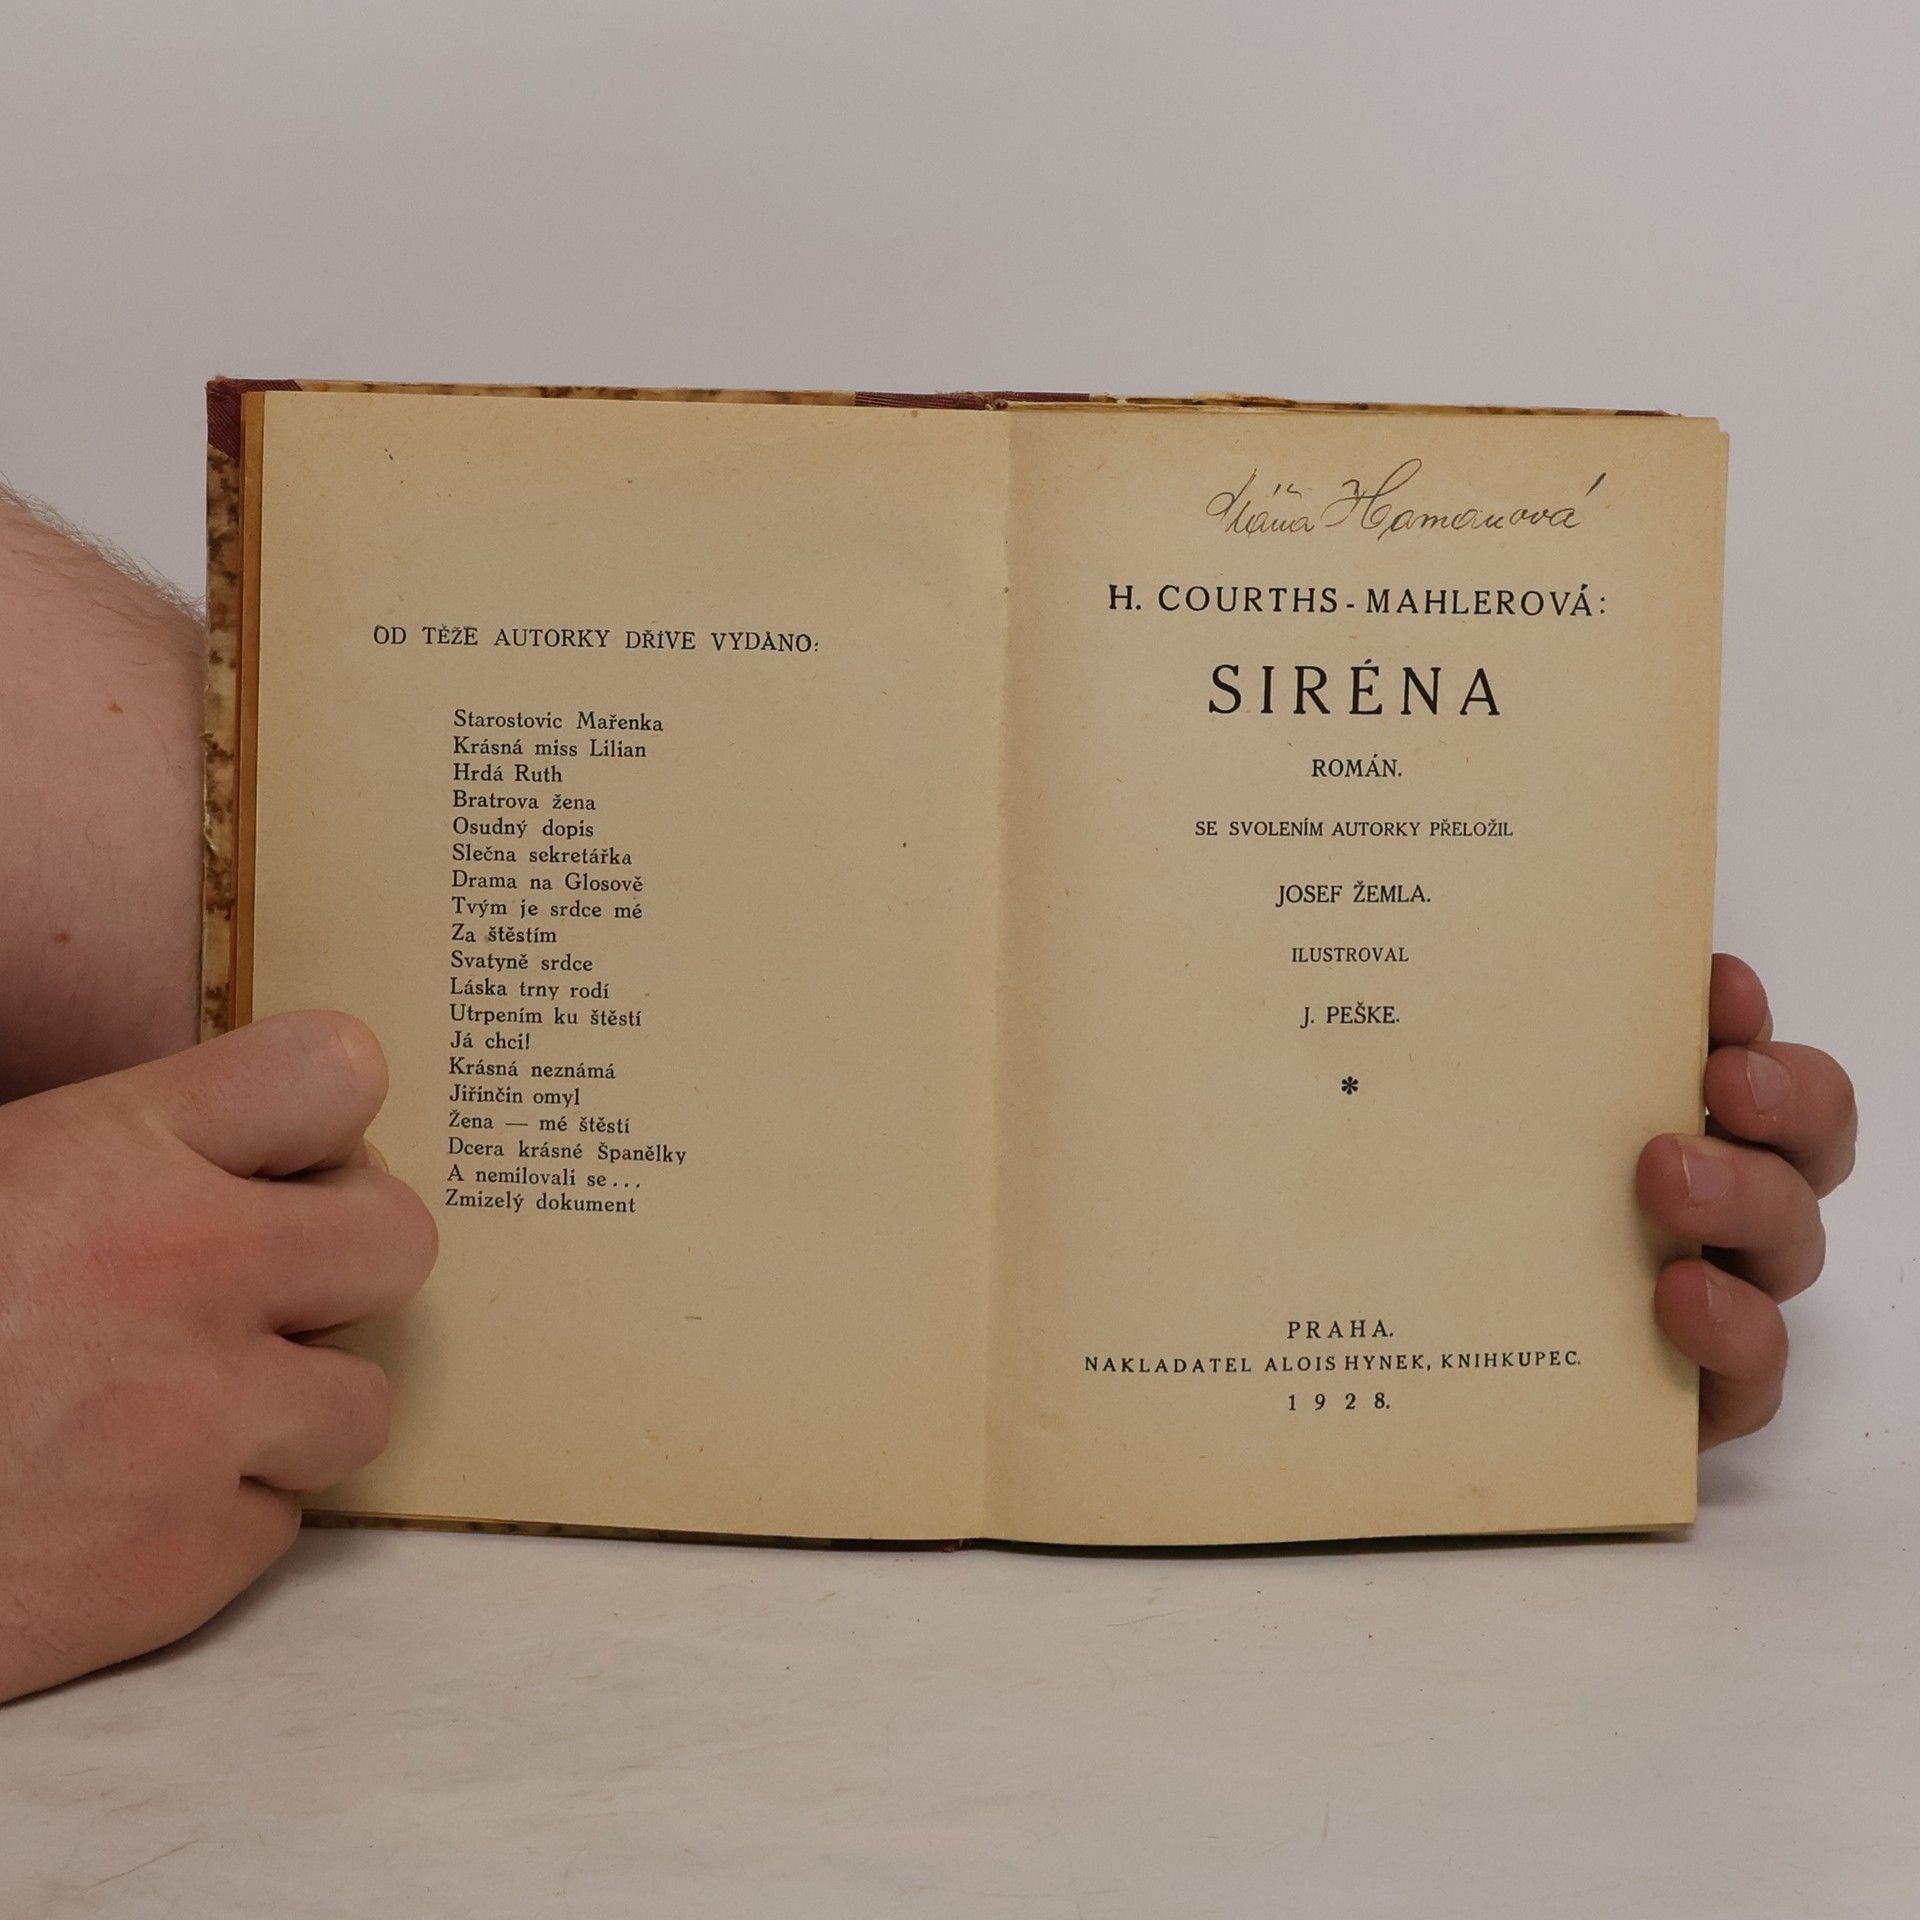 OD TÉŽE AUTORKY DŘÍVE VYDÁNO:
Starostovic Mařenka
Krásná miss Lilian
Hrdá Ruth
Bratrova žena
Osudný dopis
Slečna sekretářka
Drama na Glosově
Tvým je srdce mé
Za štěstím
Svatyně srdce
Láska trny rodí
Utrpením ku štěstí
Já chci!
Krásná neznámá
Jiřinčin omyl
Žena — mé štěstí
Dcera krásné Španělky
A nemilovali se...
Zmizelý dokument
Máňa Hamanová
H. COURTHS-MAHLEROVÁ:
SIRÉNA
ROMÁN.
SE SVOLENÍM AUTORKY PŘELOŽIL
JOSEF ŽEMLA.
ILUSTROVAL
J. PEŠKE.
*
PRAHA.
NAKLADATEL ALOIS HYNEK, KNIHKUPEC.
1928.